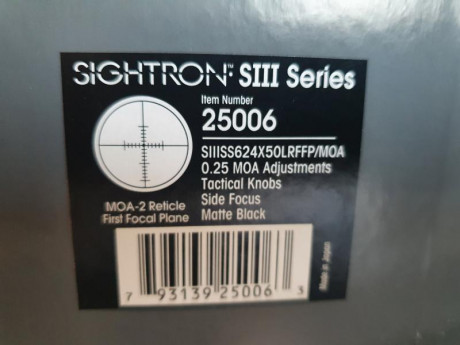 SIGHTRON™ SIII Series
Item Number
25006
SIIISS624X50LRFFP/MOA
0.25 MOA Adjustments
Tactical Knobs
Side Focus
Matte Black
MOA-2 Reticle
First Focal Plane
7 93139 25006 3
Made in Japan